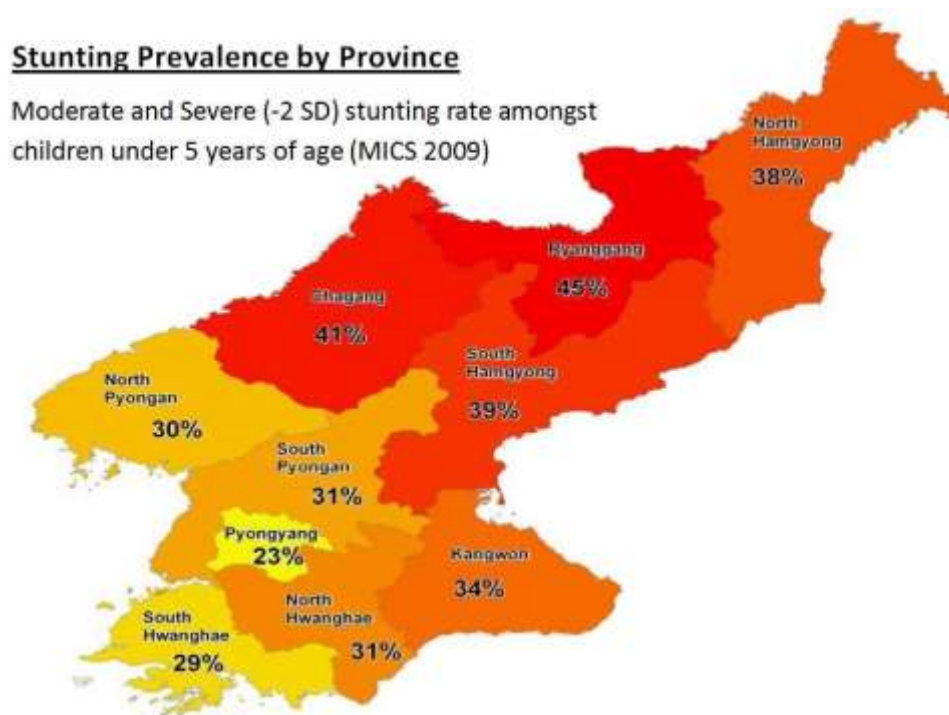 Stunting Prevalence by Province
Moderate and Severe (-2 SD) stunting rate amongst
children under 5 years of age (MICS 2009)
North
Hamgyong
38%
Ryanggang
45%
Chagang
41%
South
Hamgyong
39%
North
Pyongan
30%
South
Pyongan
31%
Pyongyang
23%
Kangwon
34%
North
Hwanghae
31%
South
Hwanghae
29%